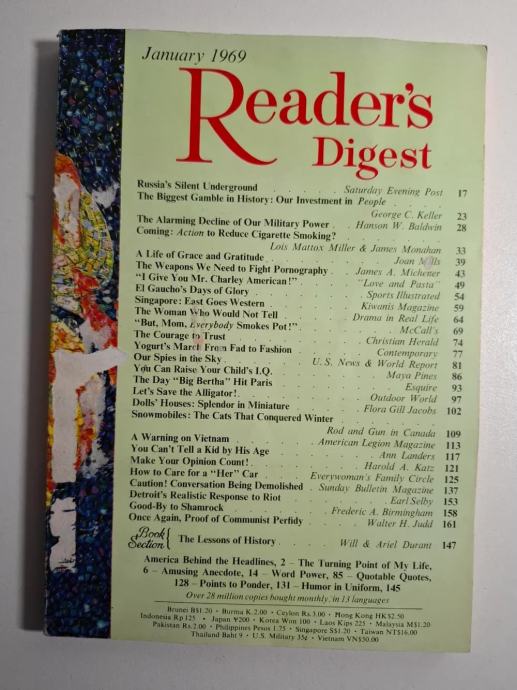 January 1969
Reader's
Digest
Russia's Silent Underground . . . . . Saturday Evening Post 17
The Biggest Gamble in History: Our Investment in People .
George C. Keller 23
The Alarming Decline of Our Military Power . . Hanson W. Baldwin 28
Coming: Action to Reduce Cigarette Smoking? . .
Lois Mattox Miller & James Monahan 33
A Life of Grace and Gratitude . . . . . Joan Mills 39
The Weapons We Need to Fight Pornography . James A. Michener 43
"I Give You Mr. Charley American!" . . . "Love and Pasta" 49
El Gaucho's Days of Glory . . . . . Sports Illustrated 54
Singapore: East Goes Western . . . . Kiwanis Magazine 59
The Woman Who Would Not Tell . . . Drama in Real Life 64
"But, Mom, Everybody Smokes Pot!" . . . . McCall's 69
The Courage to Trust . . . . . Christian Herald 74
Yogurt's March From Fad to Fashion . . . Contemporary 77
Our Spies in the Sky . . . . U.S. News & World Report 81
You Can Raise Your Child's I.Q. . . . . Maya Pines 86
The Day "Big Bertha" Hit Paris . . . . . Esquire 93
Let's Save the Alligator! . . . . . Outdoor World 97
Dolls' Houses: Splendor in Miniature . . . Flora Gill Jacobs 102
Snowmobiles: The Cats That Conquered Winter
Rod and Gun in Canada 109
A Warning on Vietnam . . . . American Legion Magazine 113
You Can't Tell a Kid by His Age . . . . Ann Landers 117
Make Your Opinion Count! . . . . . Harold A. Katz 121
How to Care for a "Her" Car . . . Everywoman's Family Circle 125
Caution! Conversation Being Demolished . Sunday Bulletin Magazine 137
Detroit's Realistic Response to Riot . . . . Earl Selby 153
Good-By to Shamrock . . . . Frederic A. Birmingham 158
Once Again, Proof of Communist Perfidy . . . Walter H. Judd 161
Book Section { The Lessons of History . . . Will & Ariel Durant 147
America Behind the Headlines, 2 – The Turning Point of My Life,
6 – Amusing Anecdote, 14 – Word Power, 85 – Quotable Quotes,
128 – Points to Ponder, 131 – Humor in Uniform, 145
Over 28 million copies bought monthly, in 13 languages
Brunei B$1.20 • Burma K.2.00 • Ceylon Rs.3.00 • Hong Kong HK$2.50
Indonesia Rp 125 • Japan ¥200 • Korea Won 100 • Laos Kips 225 • Malaysia M$1.20
Pakistan Rs.2.00 • Philippines Pesos 1.75 • Singapore S$1.20 • Taiwan NT$16.00
Thailand Baht 9 • U.S. Military 35¢ • Vietnam VN$50.00